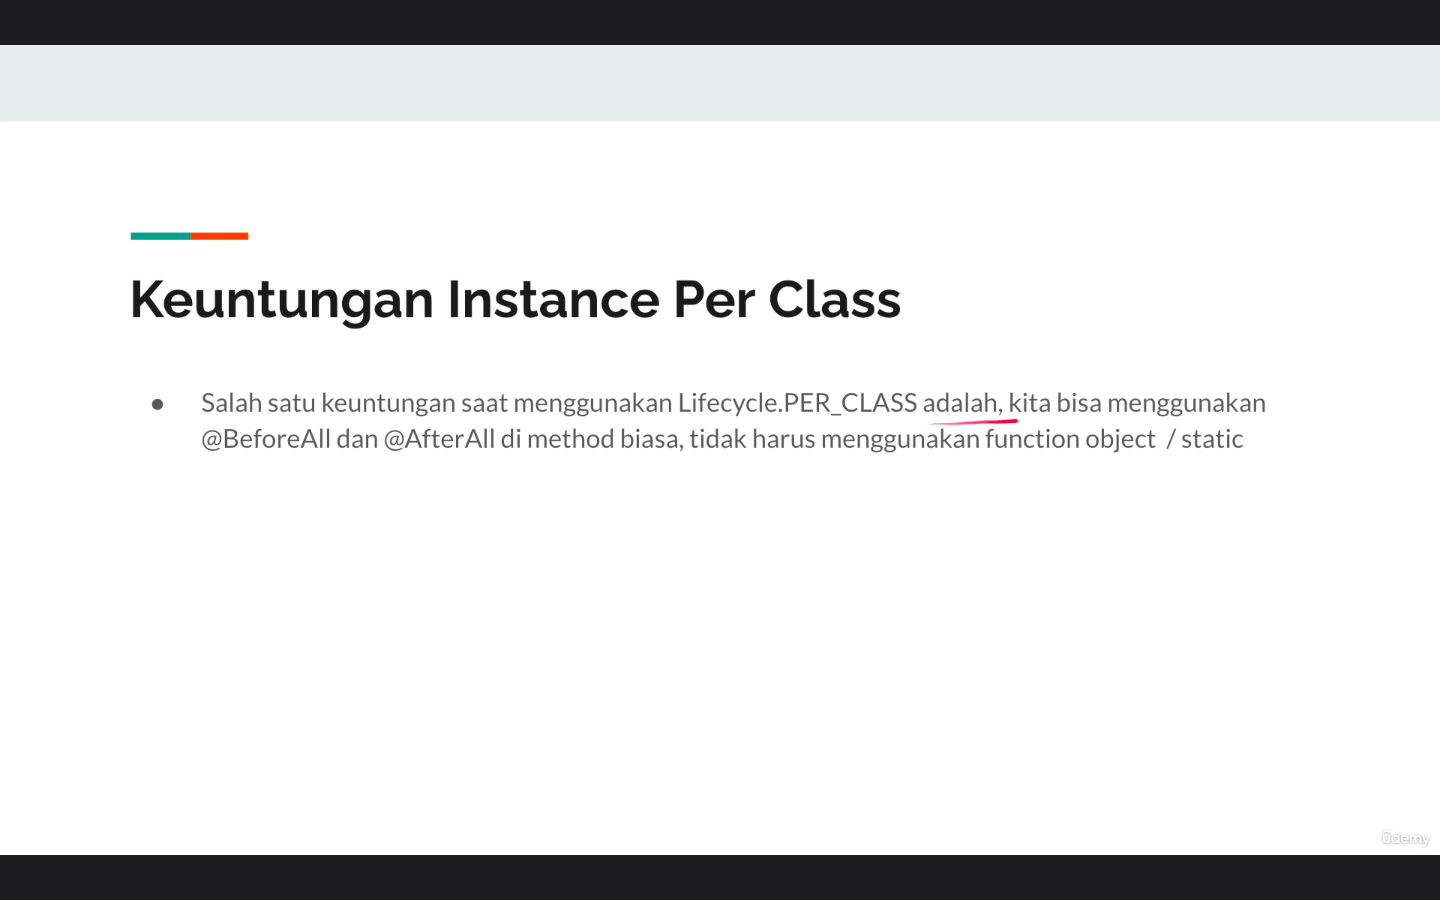 Keuntungan Instance Per Class
● Salah satu keuntungan saat menggunakan Lifecycle.PER_CLASS adalah, kita bisa menggunakan
@BeforeAll dan @AfterAll di method biasa, tidak harus menggunakan function object / static
ûdemy